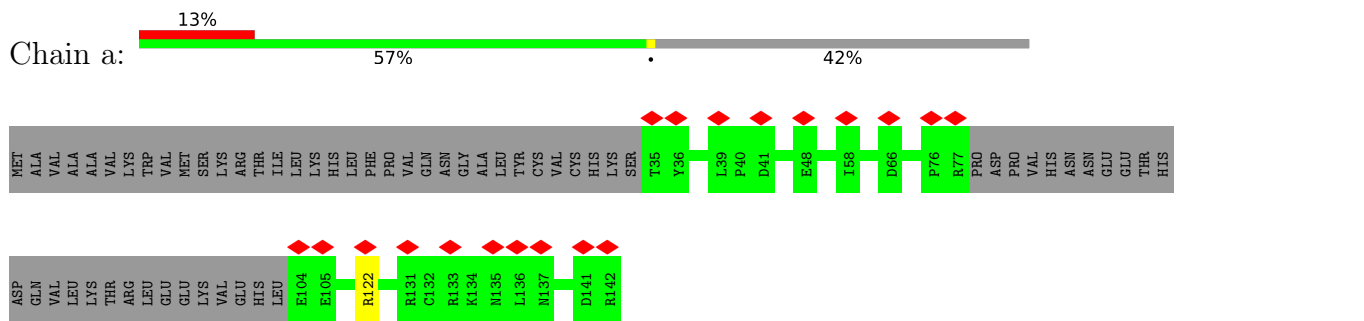 13%
Chain a:
57% • 42%
MET ALA VAL ALA ALA VAL LYS TRP VAL MET SER LYS ARG THR ILE LEU LYS HIS LEU PHE PRO VAL GLN ASN GLY ALA LEU TYR CYS VAL CYS HIS LYS SER T35 Y36 L39 P40 D41 E48 I58 D66 P76 R77 PRO ASP PRO VAL HIS ASN ASN GLU GLU THR HIS
ASP GLN VAL LEU LYS THR ARG LEU GLU GLU LYS VAL GLU HIS LEU E104 E105 R122 R131 C132 R133 K134 N135 L136 N137 D141 R142